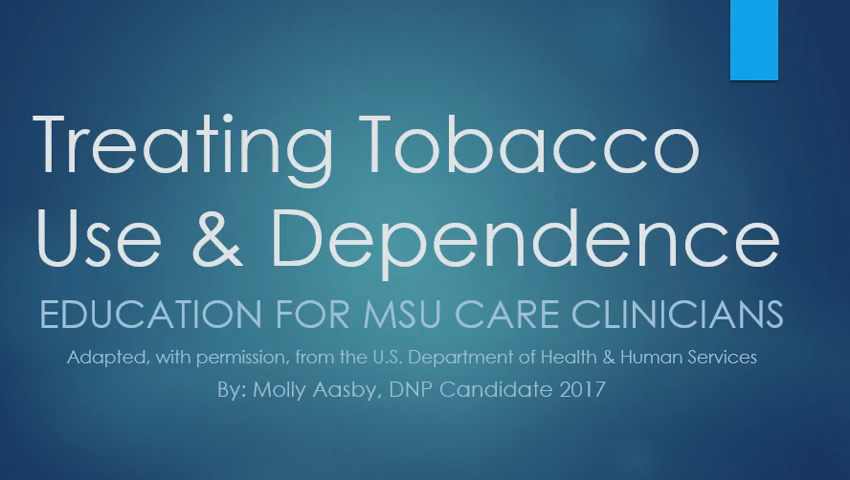 Treating Tobacco
Use & Dependence
EDUCATION FOR MSU CARE CLINICIANS
Adapted, with permission, from the U.S. Department of Health & Human Services
By: Molly Aasby, DNP Candidate 2017